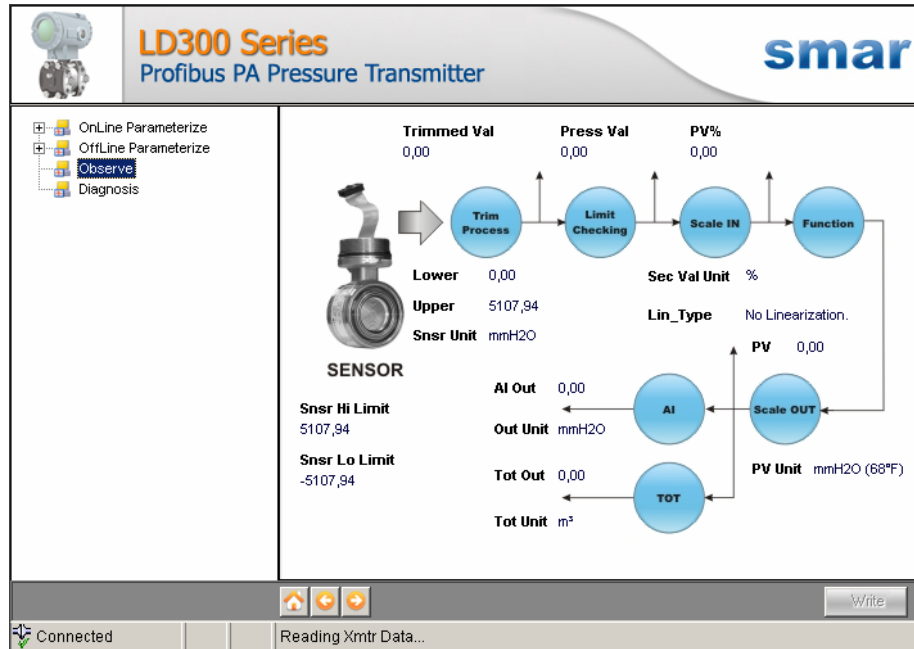 LD300 Series
Profibus PA Pressure Transmitter
smar
OnLine Parameterize
OffLine Parameterize
Observe
Diagnosis
Trimmed Val Press Val PV%
0,00 0,00 0,00
Trim Process
Limit Checking
Scale IN
Function
Lower 0,00
Sec Val Unit %
Upper 5107,94
Lin_Type No Linearization.
Snsr Unit mmH2O
PV 0,00
SENSOR
AI Out 0,00
AI
Scale OUT
Snsr Hi Limit
5107,94
Out Unit mmH2O
Snsr Lo Limit
-5107,94
Tot Out 0,00
PV Unit mmH2O (68°F)
TOT
Tot Unit m³
Write
Connected
Reading Xmtr Data...